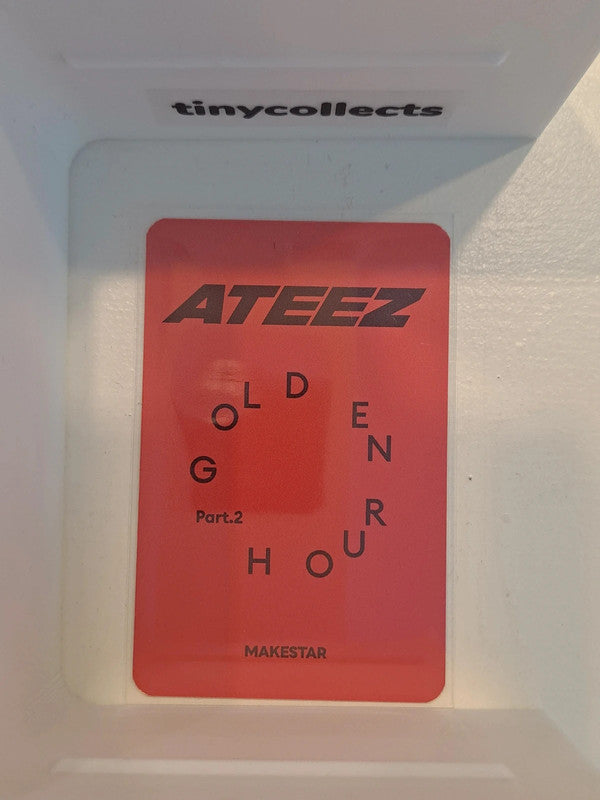 tinycollects
ATEEZ
GOLDEN
HOUR
Part.2
MAKESTAR